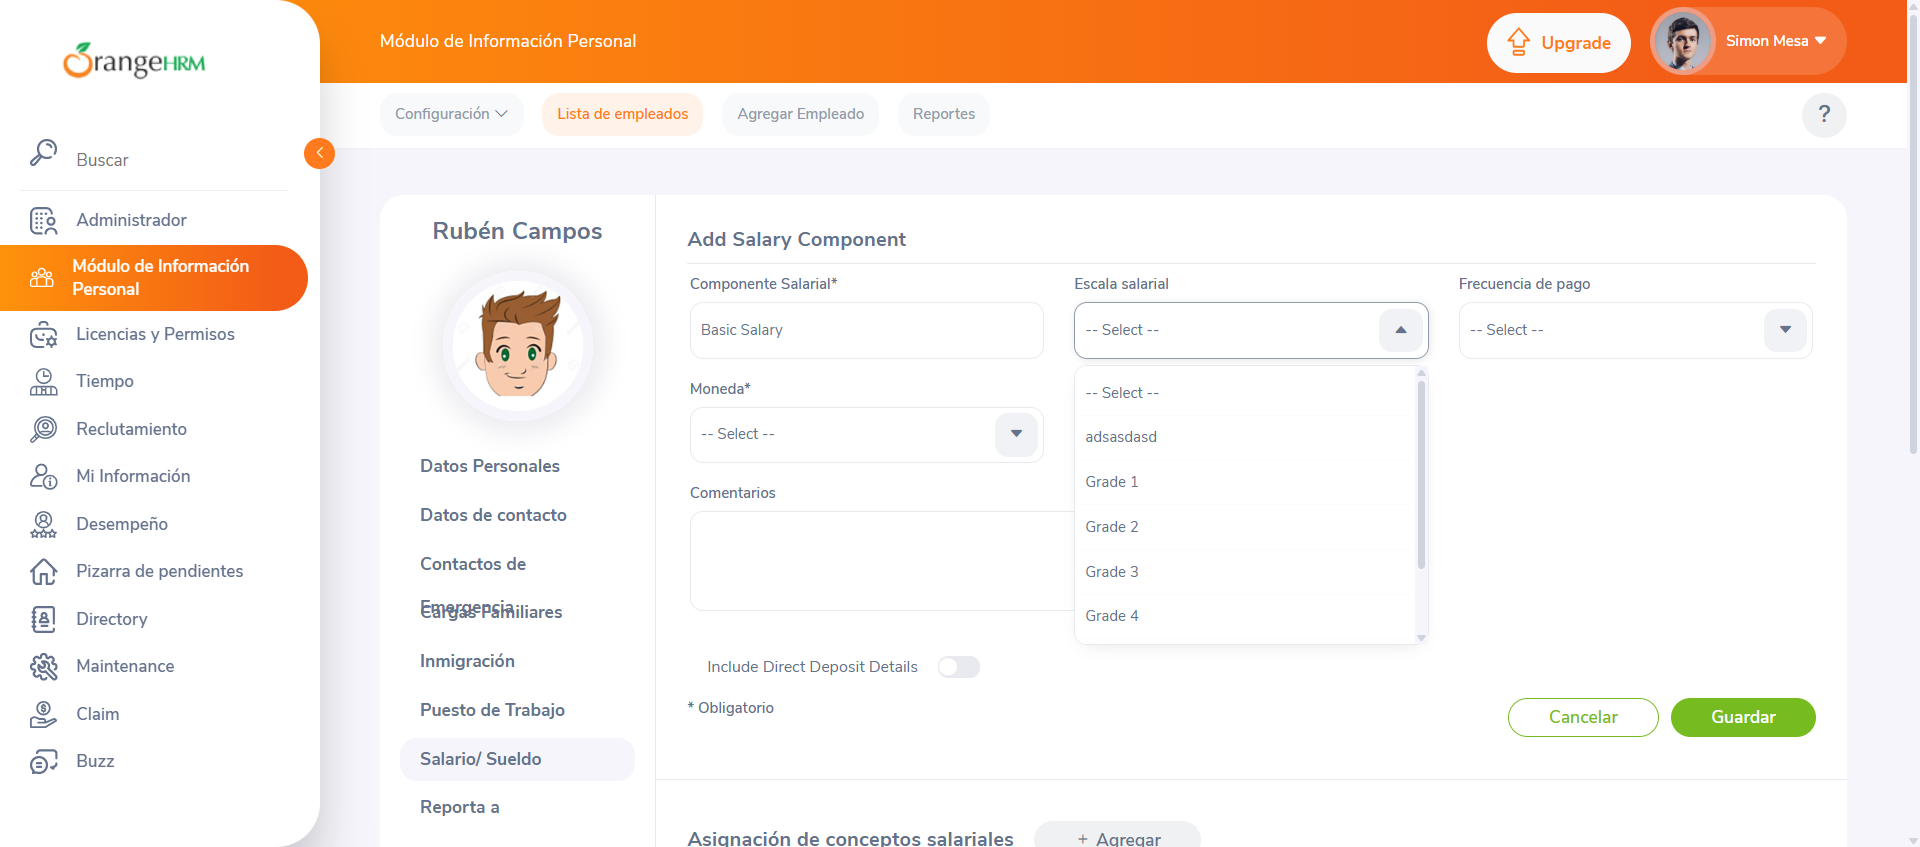 OrangeHRM
Buscar
Administrador
Módulo de Información
Personal
Licencias y Permisos
Tiempo
Reclutamiento
Mi Información
Desempeño
Pizarra de pendientes
Directory
Maintenance
Claim
Buzz
Módulo de Información Personal
Upgrade
Simon Mesa
Configuración
Lista de empleados
Agregar Empleado
Reportes
?
Rubén Campos
Datos Personales
Datos de contacto
Contactos de
Emergencia
Cargas Familiares
Inmigración
Puesto de Trabajo
Salario/ Sueldo
Reporta a
Add Salary Component
Componente Salarial*
Basic Salary
Escala salarial
-- Select --
Frecuencia de pago
-- Select --
Moneda*
-- Select --
-- Select --
adsasdasd
Grade 1
Grade 2
Grade 3
Grade 4
Comentarios
Include Direct Deposit Details
* Obligatorio
Cancelar
Guardar
Asignación de conceptos salariales
+ Agregar